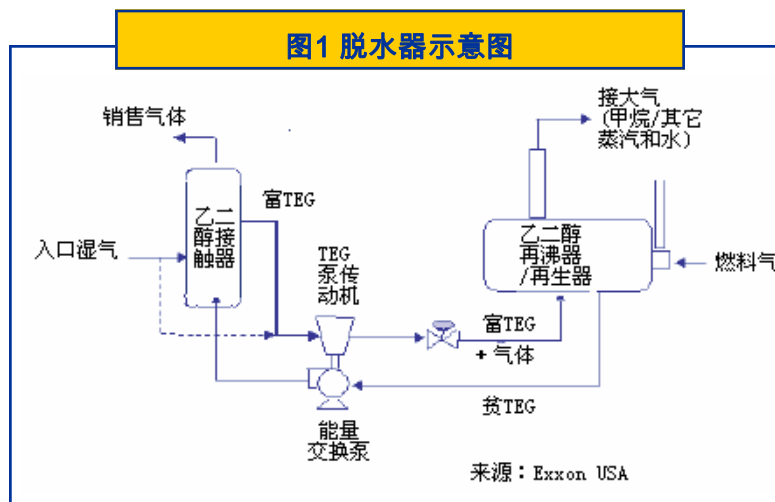 图1 脱水器示意图
销售气体
接大气
(甲烷/其它
蒸汽和水)
富TEG
乙二
醇接
触器
入口湿气
TEG
泵传
动机
乙二醇
再沸器
/再生器
燃料气
富TEG
+ 气体
贫TEG
能量
交换泵
来源：Exxon USA